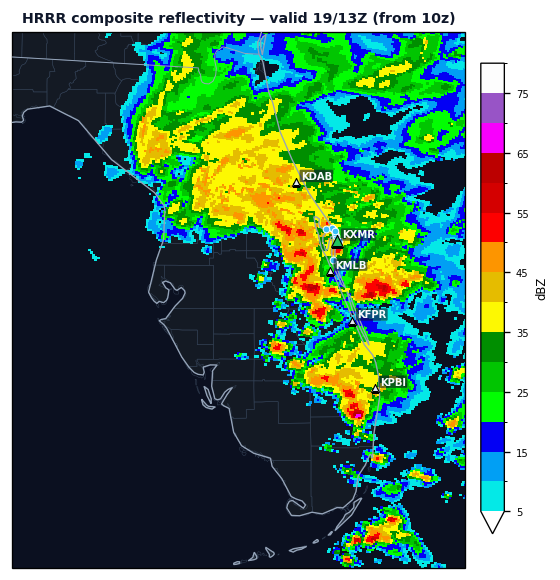 HRRR composite reflectivity — valid 19/13Z (from 10z)
KDAB
KXMR
KMLB
KFPR
KPBI
75
65
55
45
35
25
15
5
dBZ